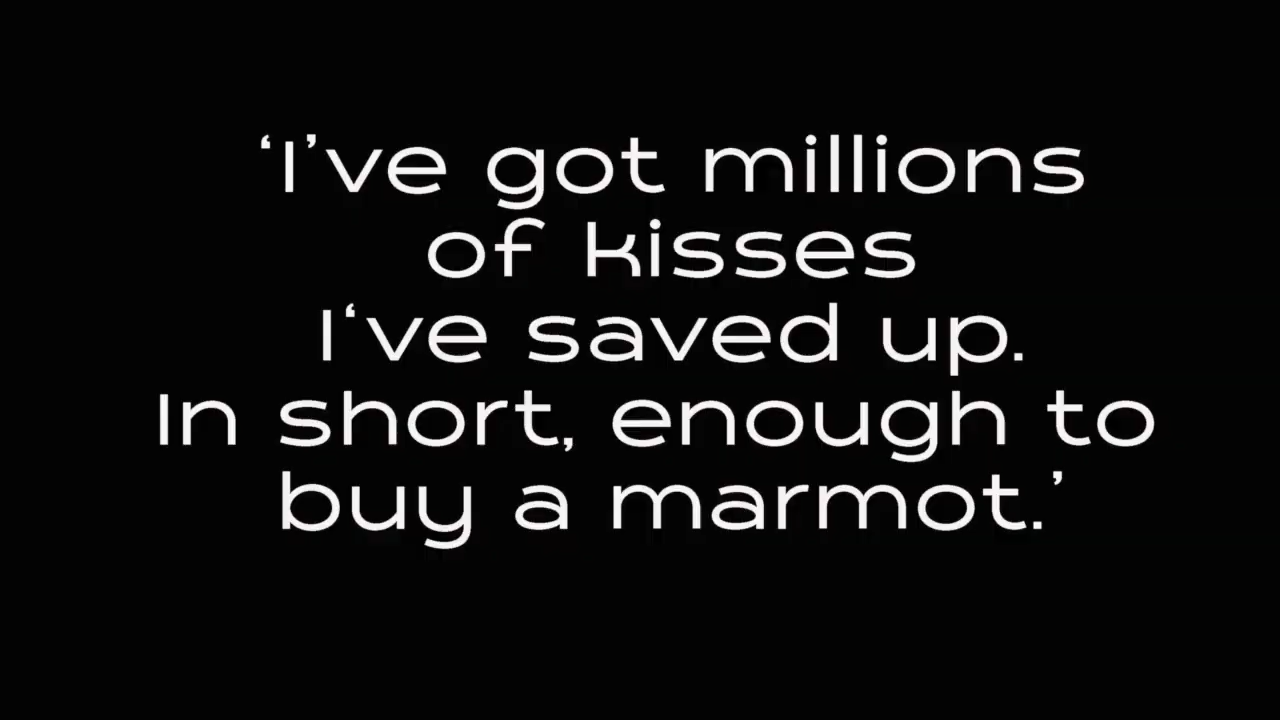 ‘I’ve got millions
of kisses
I‘ve saved up.
In short, enough to
buy a marmot.’